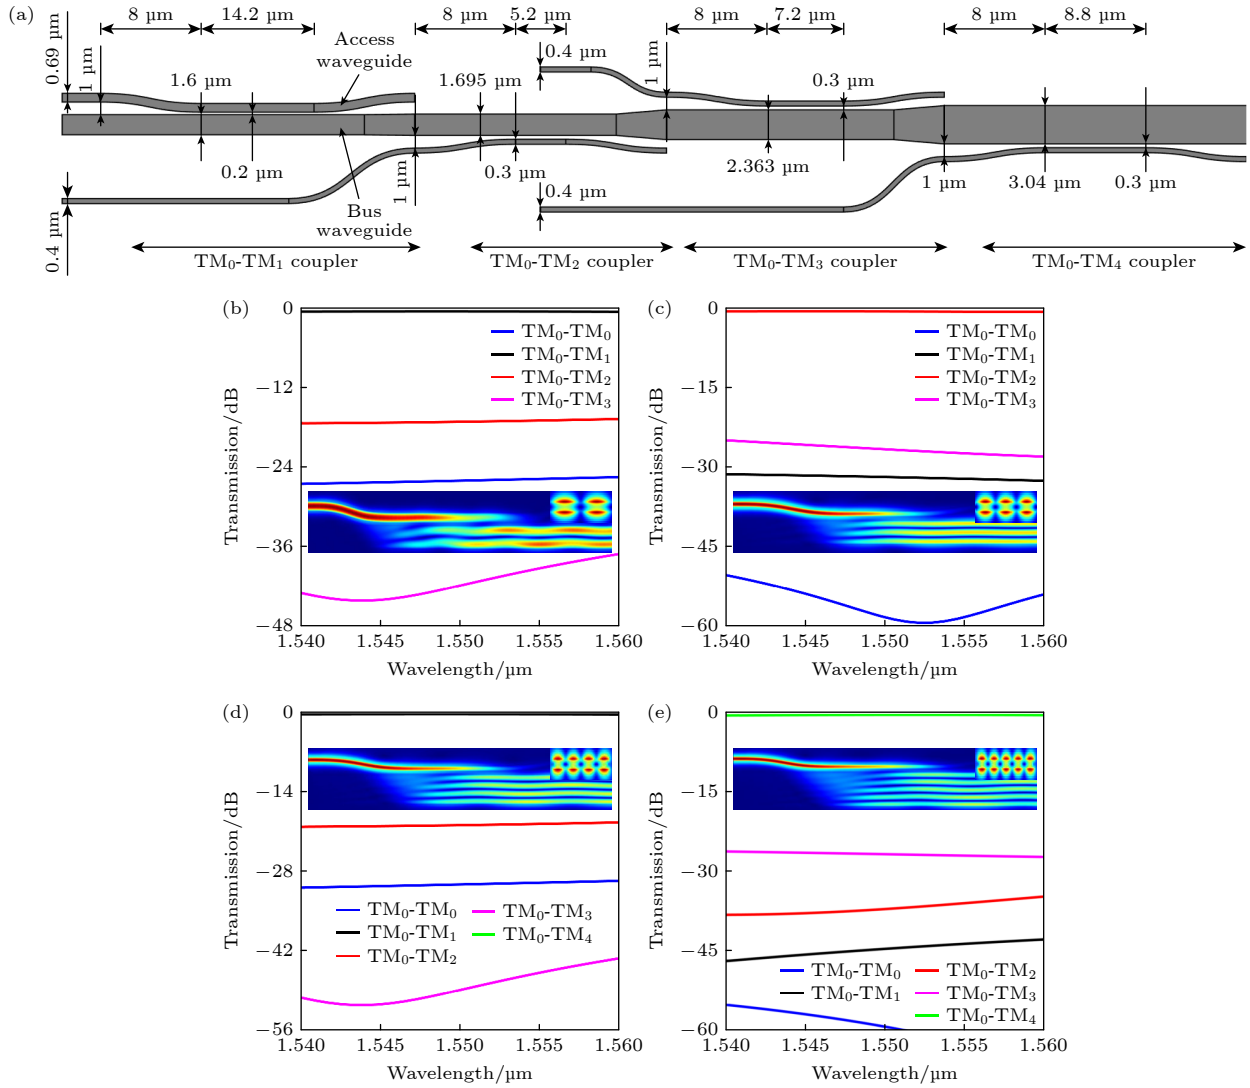 (a)
8 µm
14.2 µm
8 µm
5.2 µm
8 µm
7.2 µm
8 µm
8.8 µm
0.69 µm
1 µm
1.6 µm
Access
waveguide
1.695 µm
0.4 µm
1 µm
0.3 µm
0.2 µm
0.3 µm
2.363 µm
1 µm
3.04 µm
0.3 µm
0.4 µm
Bus
waveguide
1 µm
0.4 µm
TM₀-TM₁ coupler
TM₀-TM₂ coupler
TM₀-TM₃ coupler
TM₀-TM₄ coupler
(b)
Transmission/dB
0
−12
−24
−36
−48
TM₀-TM₀
TM₀-TM₁
TM₀-TM₂
TM₀-TM₃
1.540 1.545 1.550 1.555 1.560
Wavelength/µm
(c)
Transmission/dB
0
−15
−30
−45
−60
TM₀-TM₀
TM₀-TM₁
TM₀-TM₂
TM₀-TM₃
1.540 1.545 1.550 1.555 1.560
Wavelength/µm
(d)
Transmission/dB
0
−14
−28
−42
−56
TM₀-TM₀ TM₀-TM₃
TM₀-TM₁ TM₀-TM₄
TM₀-TM₂
1.540 1.545 1.550 1.555 1.560
Wavelength/µm
(e)
Transmission/dB
0
−15
−30
−45
−60
TM₀-TM₀ TM₀-TM₂
TM₀-TM₁ TM₀-TM₃
TM₀-TM₄
1.540 1.545 1.550 1.555 1.560
Wavelength/µm